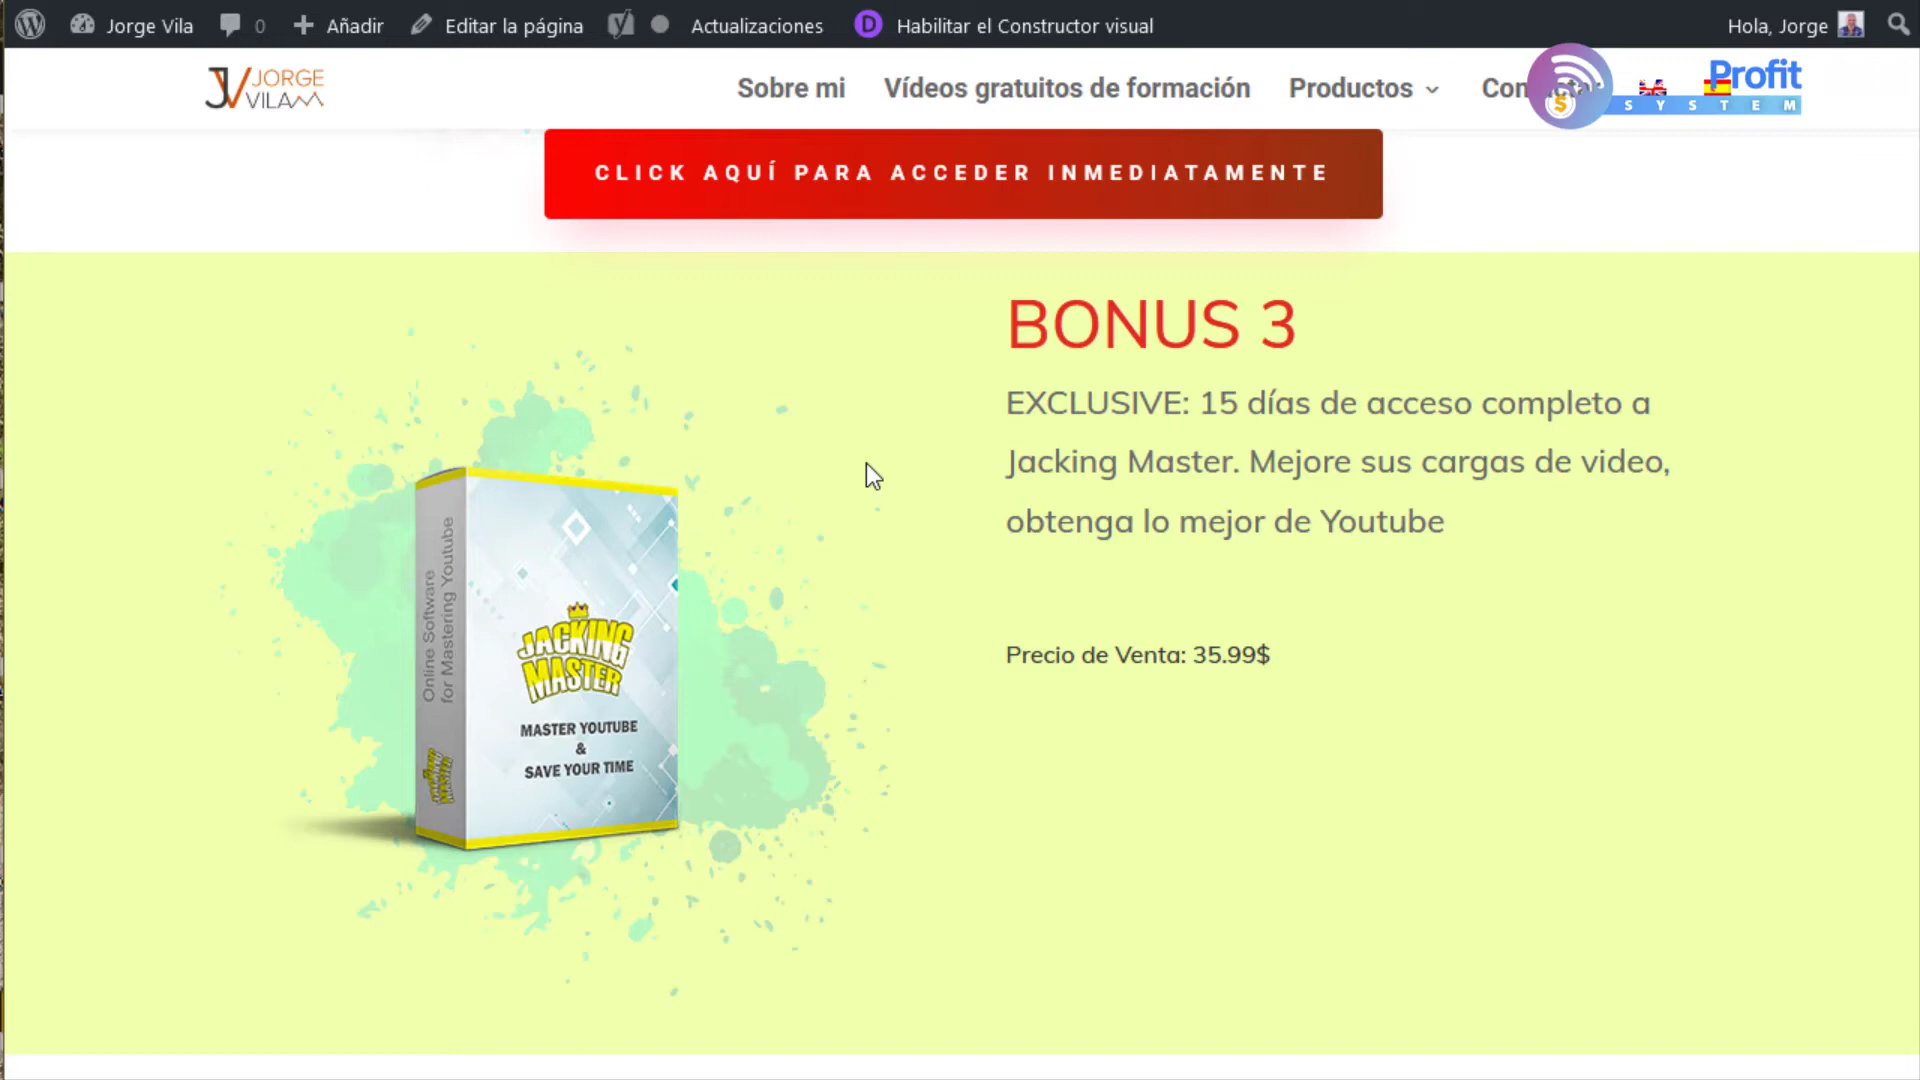 Jorge Vila 0 Añadir Editar la página Actualizaciones D Habilitar el Constructor visual Hola, Jorge
JORGE
VILA
Sobre mi Vídeos gratuitos de formación Productos
Profit
SYSTEM
CLICK AQUÍ PARA ACCEDER INMEDIATAMENTE
BONUS 3
EXCLUSIVE: 15 días de acceso completo a
Jacking Master. Mejore sus cargas de video,
obtenga lo mejor de Youtube
Precio de Venta: 35.99$
Online Software
for Mastering Youtube
JACKING
MASTER
MASTER YOUTUBE
&
SAVE YOUR TIME
JACKING
MASTER